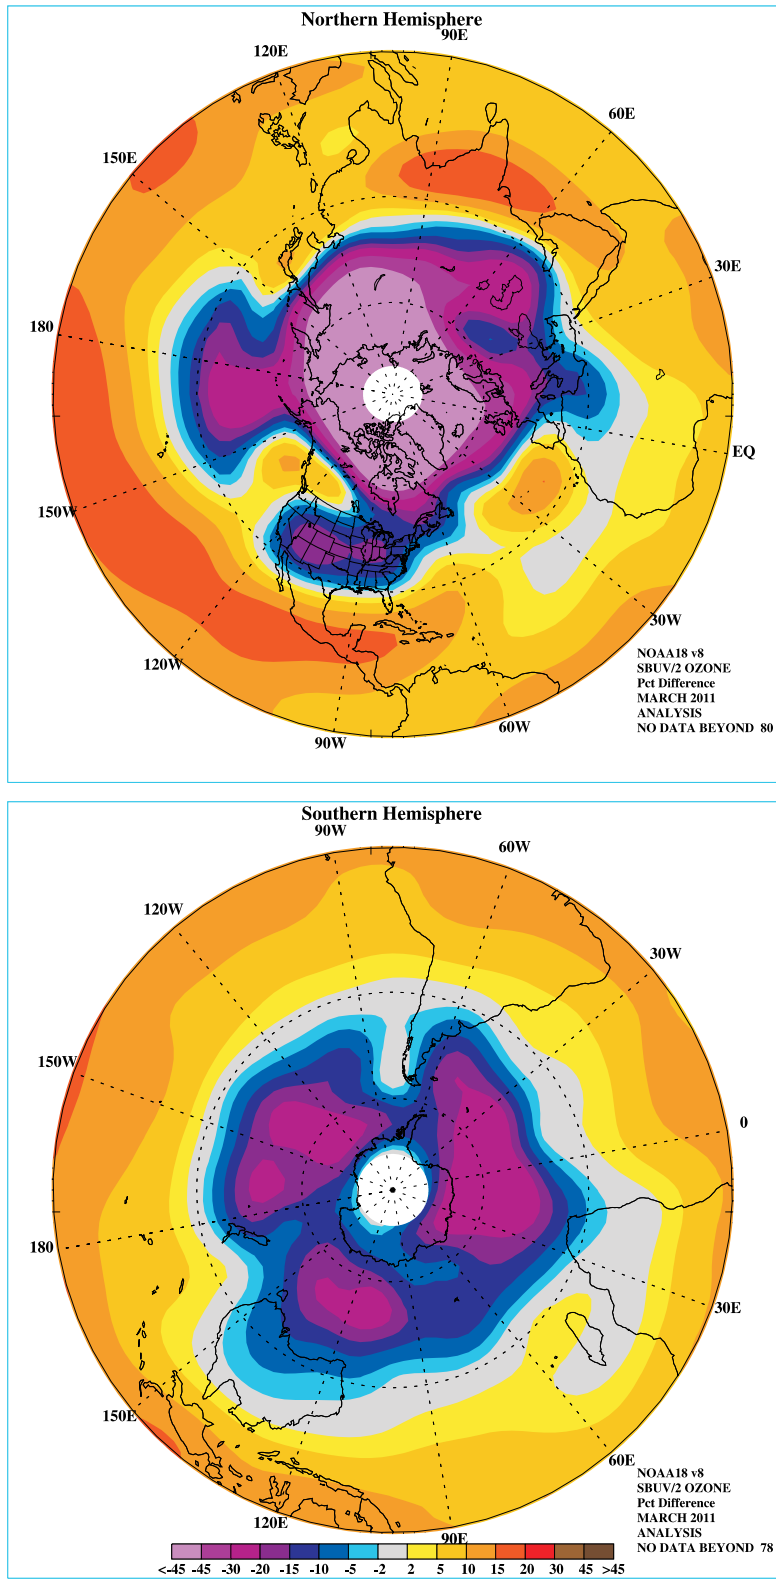 Northern Hemisphere
90E
120E
60E
150E
30E
180
EQ
150W
30W
120W
60W
90W
NOAA18 v8
SBUV/2 OZONE
Pct Difference
MARCH 2011
ANALYSIS
NO DATA BEYOND 80
Southern Hemisphere
90W
60W
120W
30W
150W
0
180
30E
150E
60E
120E
90E
NOAA18 v8
SBUV/2 OZONE
Pct Difference
MARCH 2011
ANALYSIS
NO DATA BEYOND 78
<-45 -45 -30 -20 -15 -10 -5 -2 2 5 10 15 20 30 45 >45